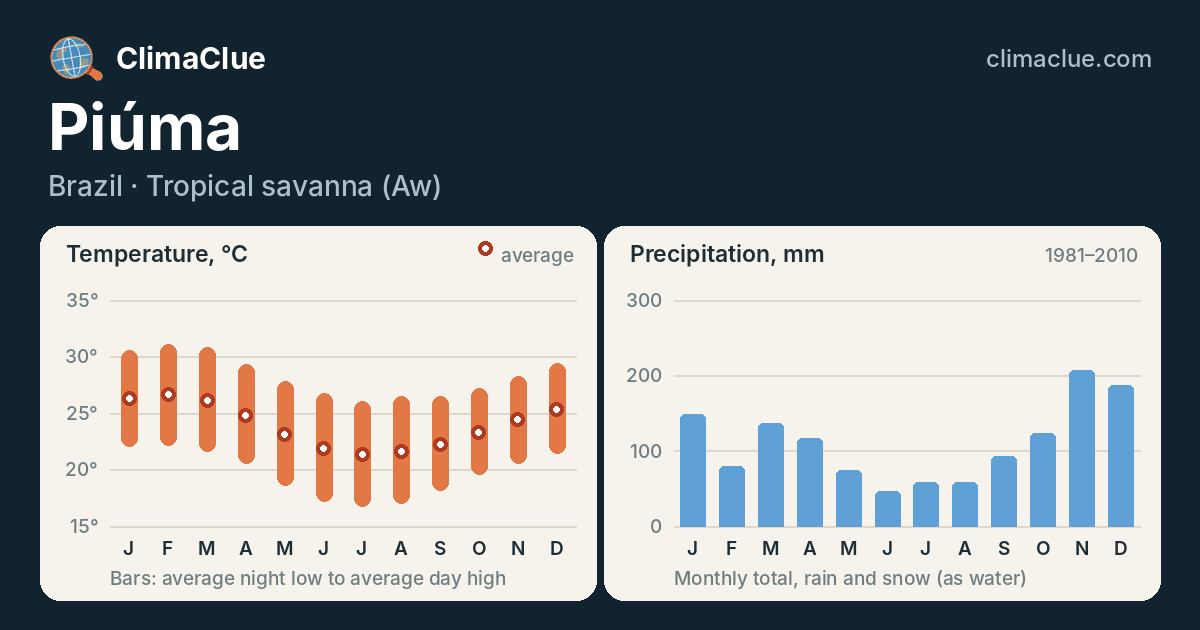 ClimaClue
climaclue.com
Piúma
Brazil · Tropical savanna (Aw)
Temperature, °C
average
35°
30°
25°
20°
15°
J F M A M J J A S O N D
Bars: average night low to average day high
Precipitation, mm
1981–2010
300
200
100
0
J F M A M J J A S O N D
Monthly total, rain and snow (as water)